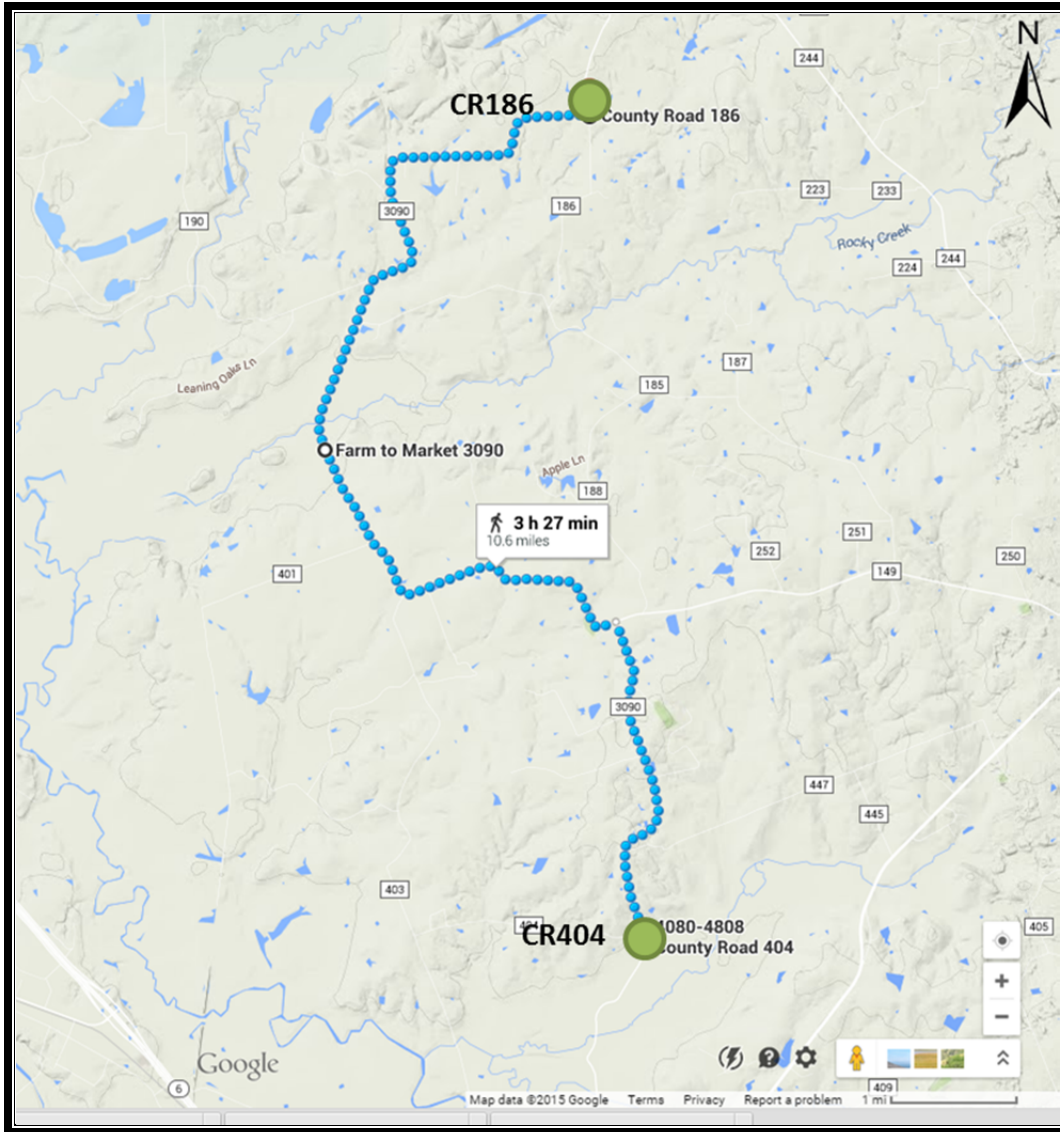 N
244
CR186
County Road 186
223
233
190
3090
186
Rocky Creek
224
244
187
Leaning Oaks Ln
185
Farm to Market 3090
Apple Ln
188
3 h 27 min
10.6 miles
251
252
250
401
149
3090
447
445
403
4080-4808
405
CR404
County Road 404
Google
6
409
Map data ©2015 Google Terms Privacy Report a problem 1 mi